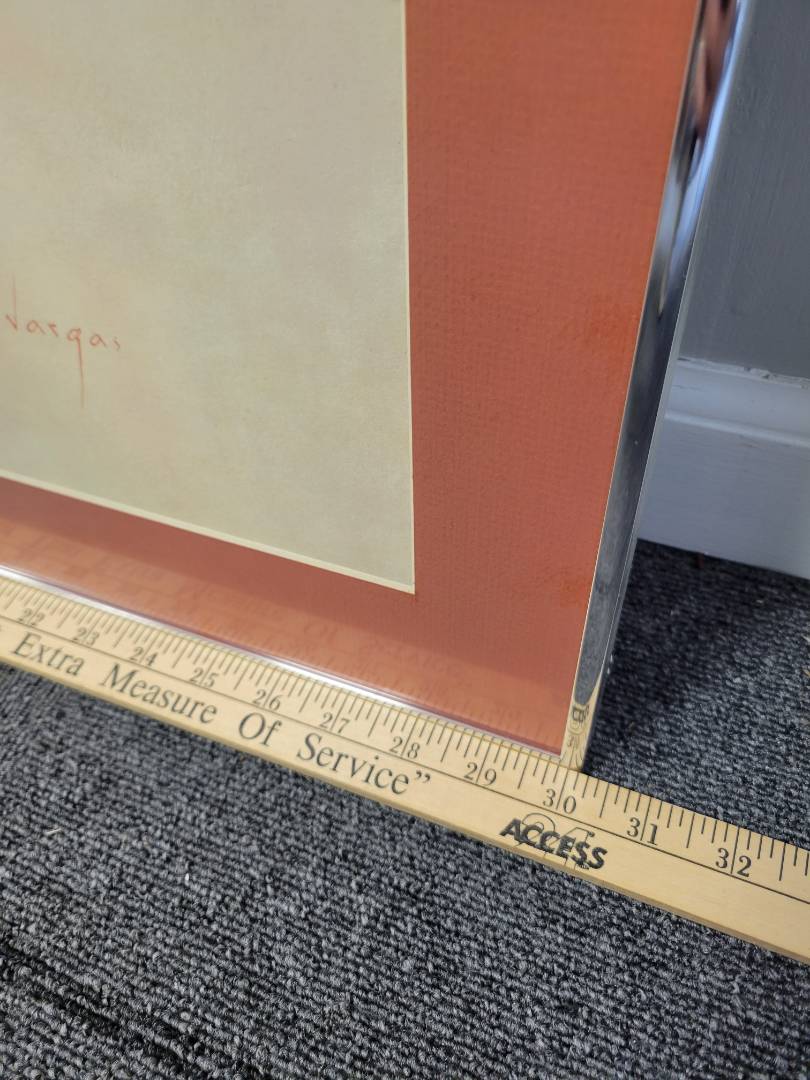 Vargas
22 23 24 25 26 27 28 29 30 31 32
Extra Measure Of Service”
ACCESS